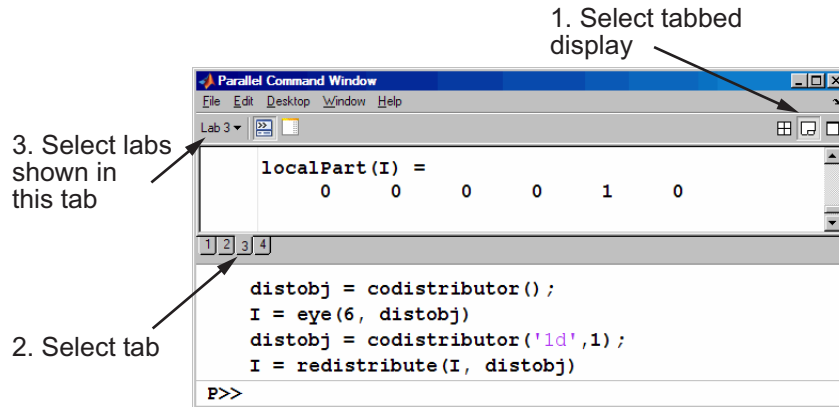 1. Select tabbed
display
Parallel Command Window
File Edit Desktop Window Help
Lab 3
3. Select labs
shown in
this tab
localPart(I) =
0 0 0 0 1 0
1 2 3 4
distobj = codistributor();
I = eye(6, distobj)
distobj = codistributor('1d',1);
I = redistribute(I, distobj)
2. Select tab
P>>